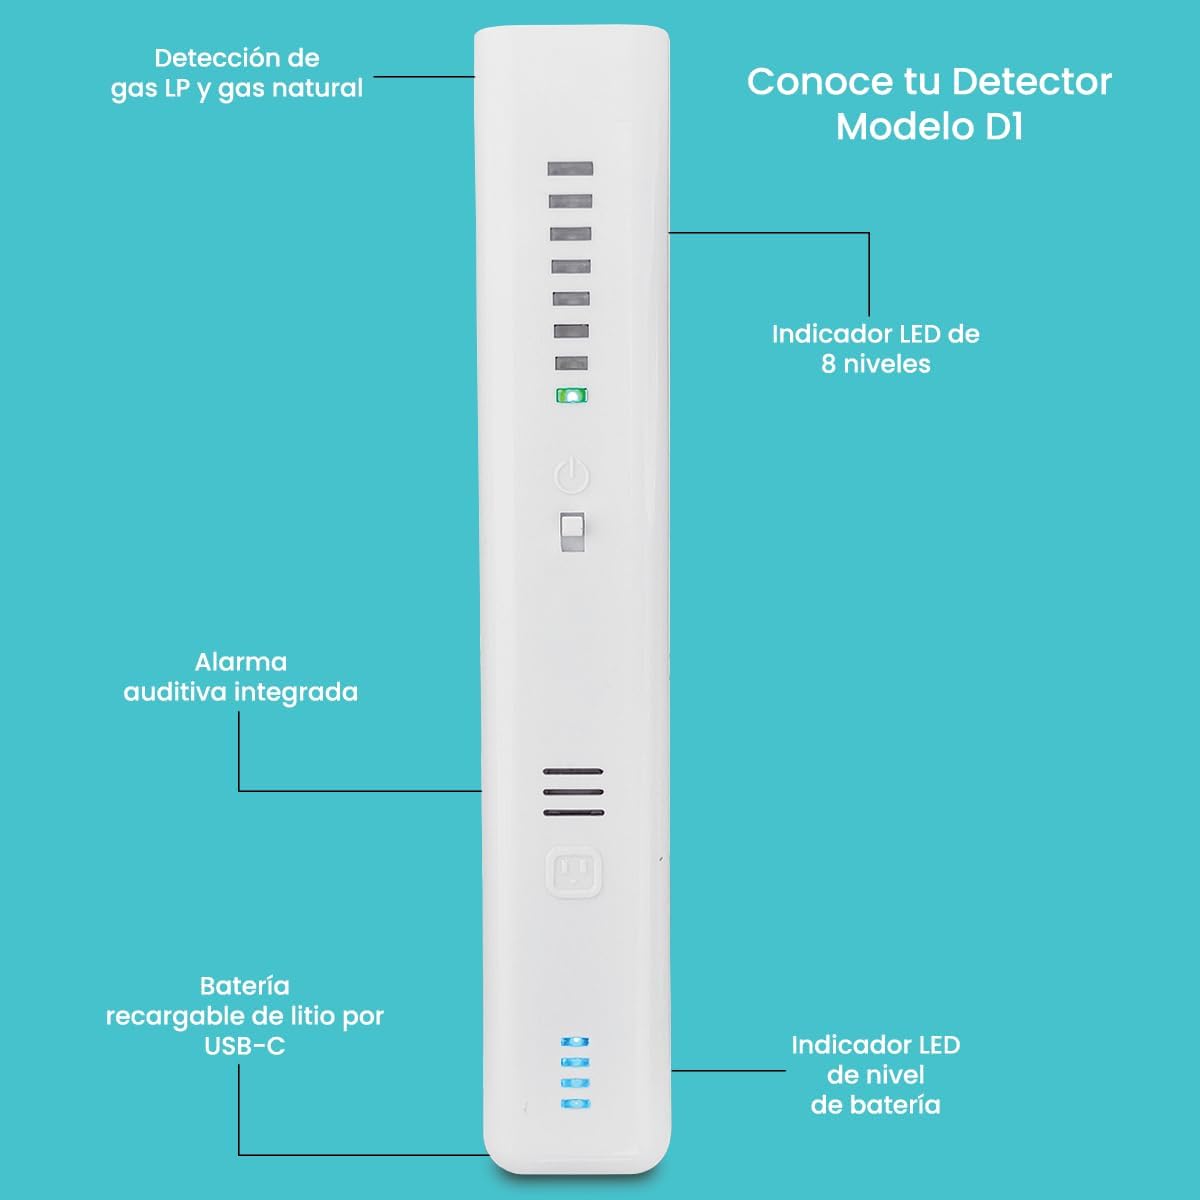 Detección de
gas LP y gas natural
Conoce tu Detector
Modelo D1
Indicador LED de
8 niveles
Alarma
auditiva integrada
Batería
recargable de litio por
USB-C
Indicador LED
de nivel
de batería